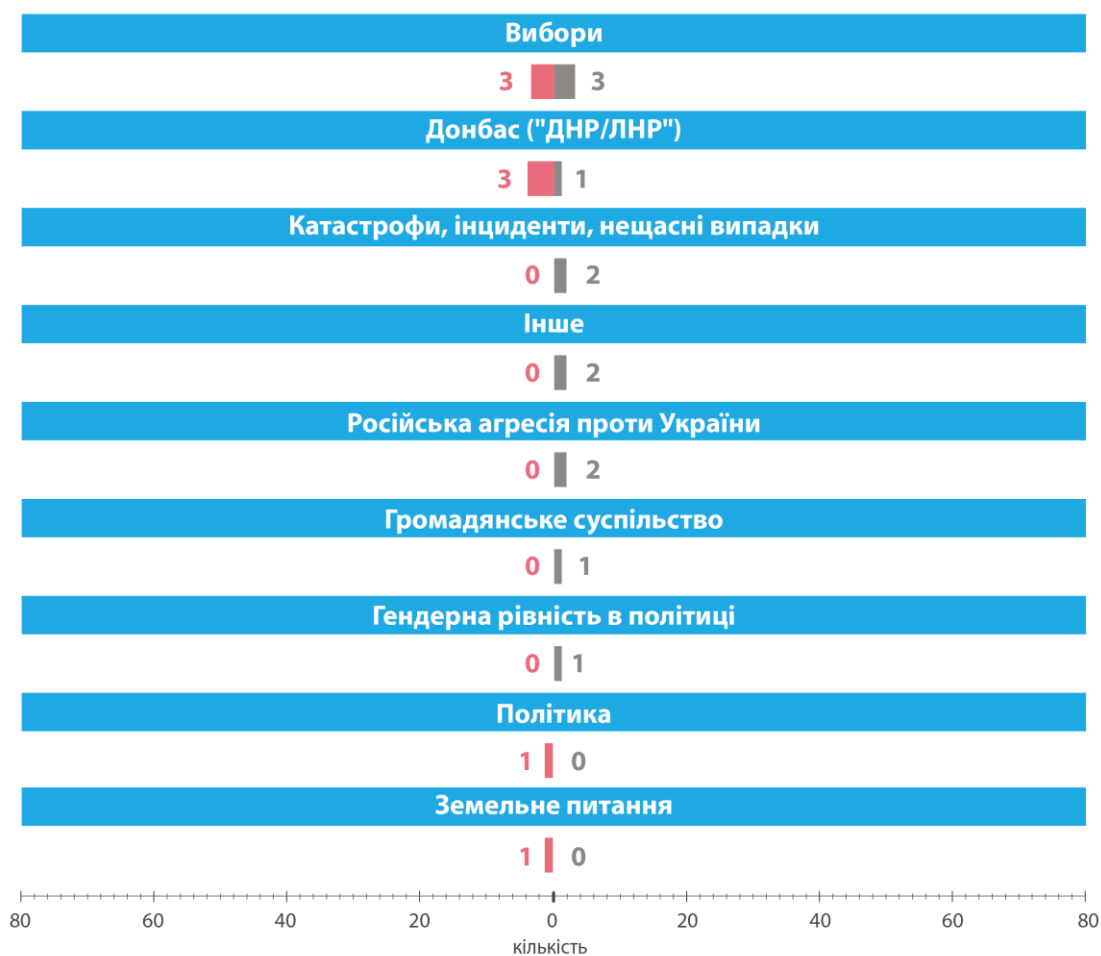 Вибори
3 3
Донбас ("ДНР/ЛНР")
3 1
Катастрофи, інциденти, нещасні випадки
0 2
Інше
0 2
Російська агресія проти України
0 2
Громадянське суспільство
0 1
Гендерна рівність в політиці
0 1
Політика
1 0
Земельне питання
1 0
80 60 40 20 0 20 40 60 80
кількість